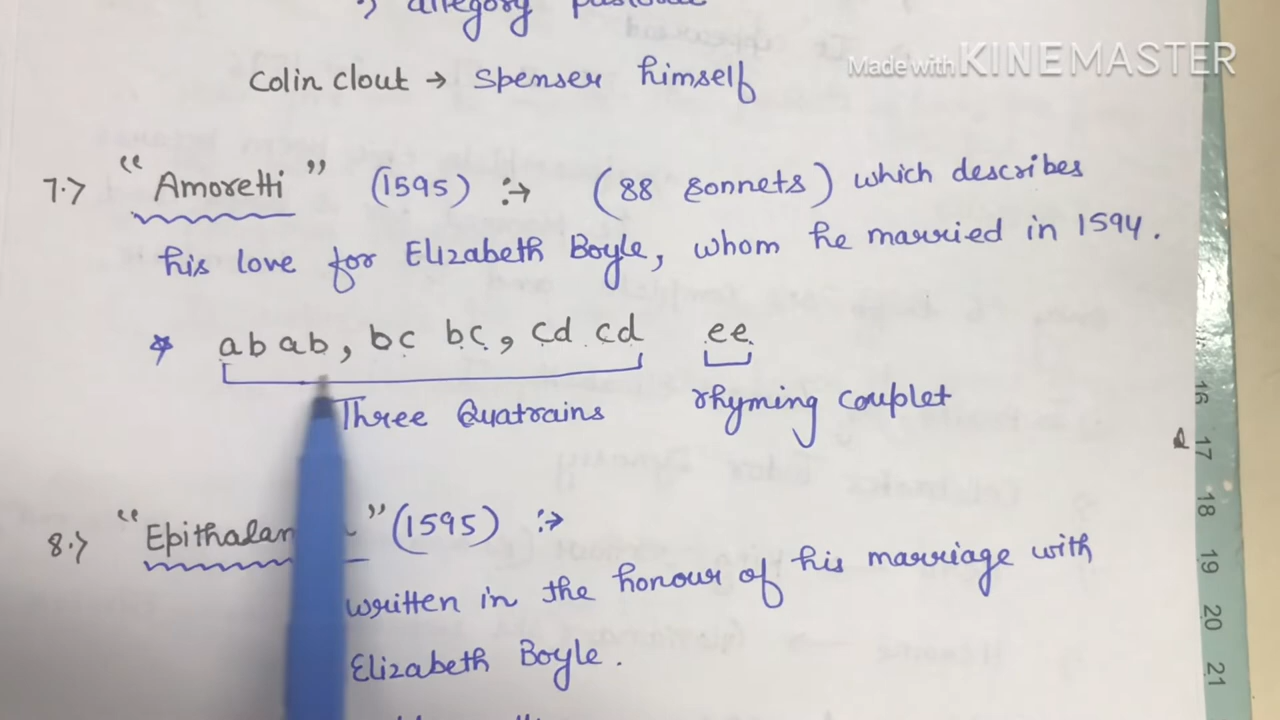 allegory
Made with KINEMASTER
Colin clout → Spenser himself
7.> "Amoretti" (1595) :→ (88 sonnets) which describes
his love for Elizabeth Boyle, whom he married in 1594.
* abab, bc bc, cd cd ee
Three Quatrains rhyming couplet
8.> (1595) :→
written in the honour of his marriage with
Elizabeth Boyle.
16
17
18
19
20
21